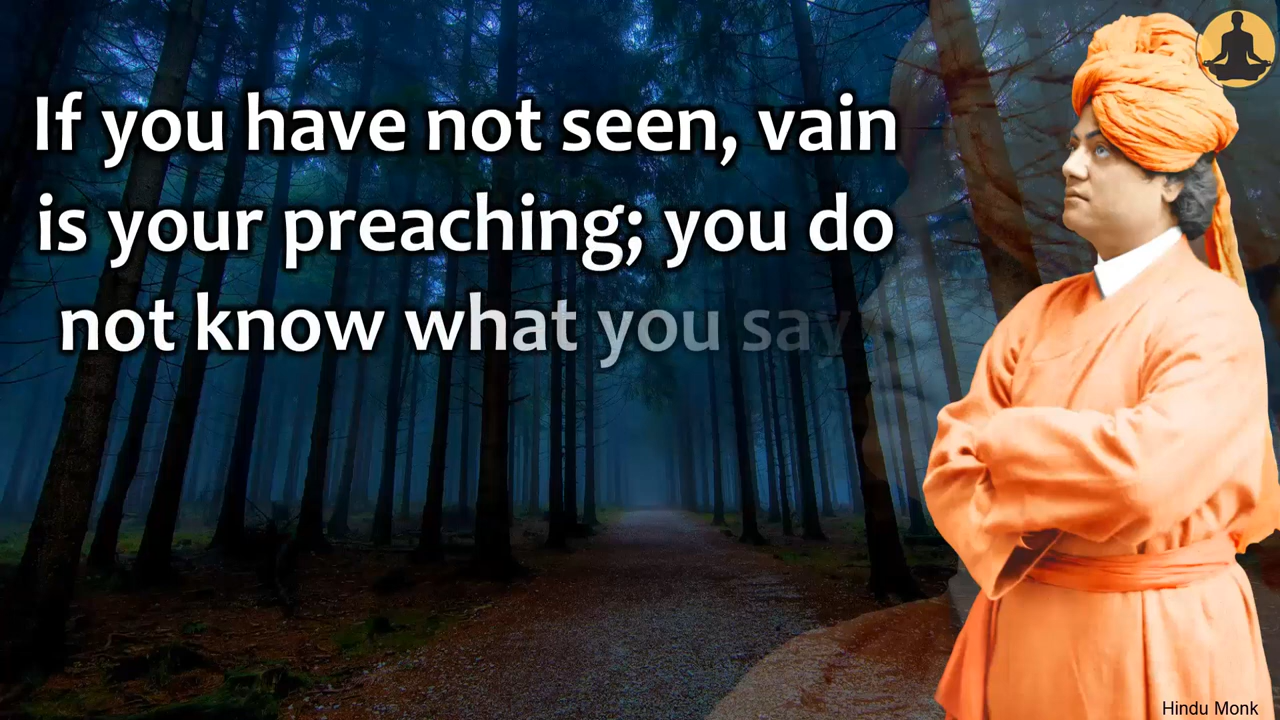 If you have not seen, vain
is your preaching; you do
not know what you say
Hindu Monk